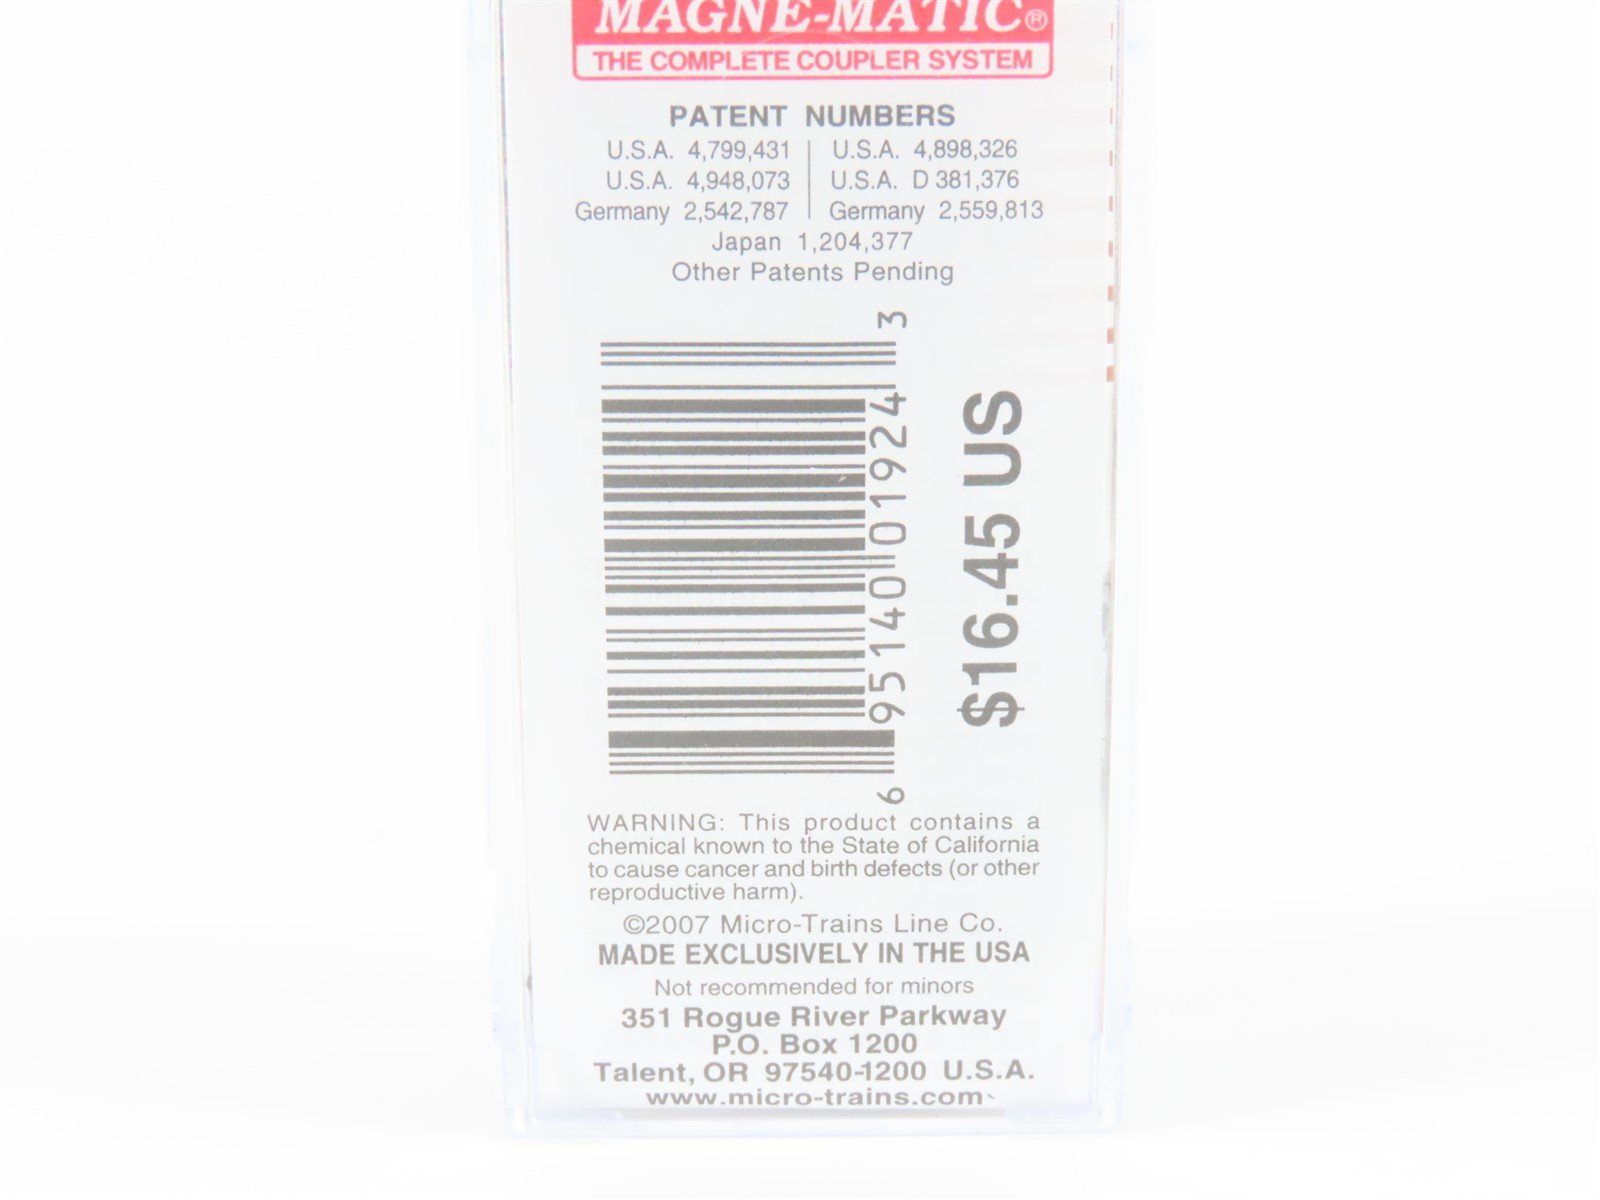 MAGNE-MATIC®
THE COMPLETE COUPLER SYSTEM
PATENT NUMBERS
U.S.A. 4,799,431 | U.S.A. 4,898,326
U.S.A. 4,948,073 | U.S.A. D 381,376
Germany 2,542,787 | Germany 2,559,813
Japan 1,204,377
Other Patents Pending
6 95140 01924 3
$16.45 US
WARNING: This product contains a
chemical known to the State of California
to cause cancer and birth defects (or other
reproductive harm).
©2007 Micro-Trains Line Co.
MADE EXCLUSIVELY IN THE USA
Not recommended for minors
351 Rogue River Parkway
P.O. Box 1200
Talent, OR 97540-1200 U.S.A.
www.micro-trains.com